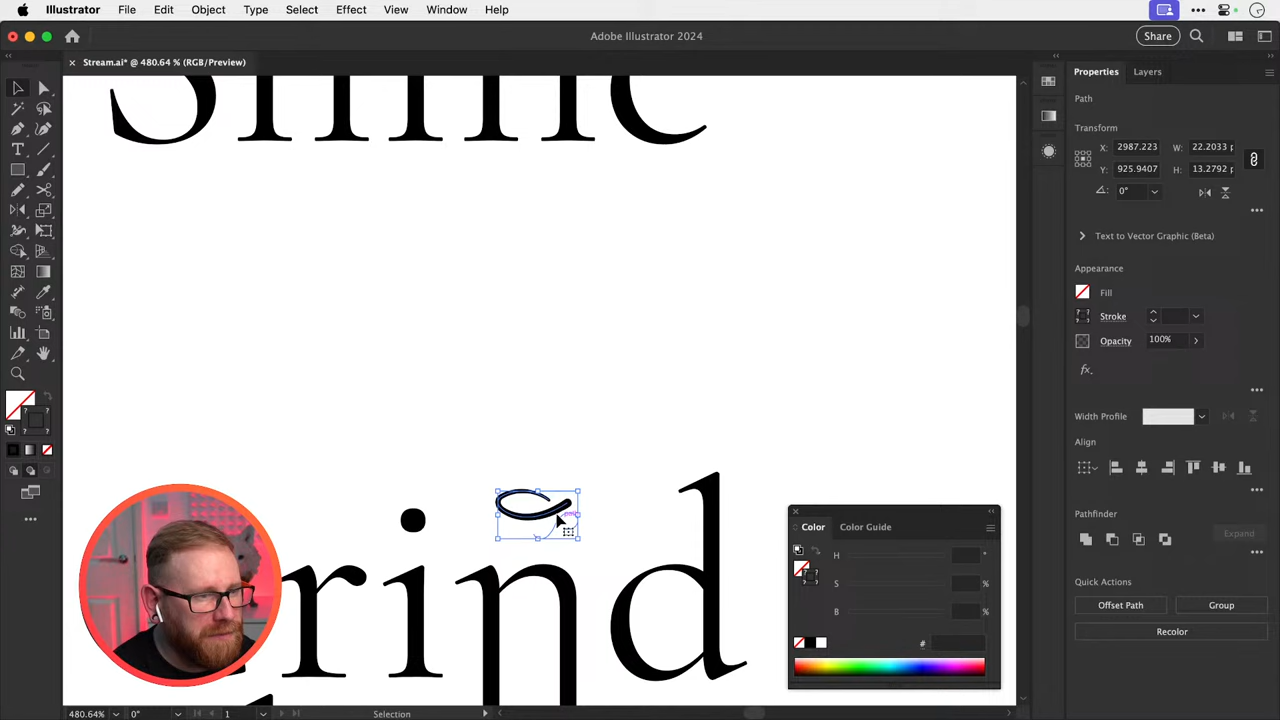 Illustrator File Edit Object Type Select Effect View Window Help
Adobe Illustrator 2024
Share
× Stream.ai* @ 480.64 % (RGB/Preview)
Properties Layers
Path
Transform
X: 2987.223 W: 22.2033 p
Y: 925.9407 H: 13.2792 p
0°
Text to Vector Graphic (Beta)
Appearance
Fill
Stroke
Opacity 100%
fx.
Width Profile
Align
Pathfinder
Expand
Quick Actions
Offset Path Group
Recolor
Color Color Guide
H °
S %
B %
#
rind
480.64% 0° 1 Selection